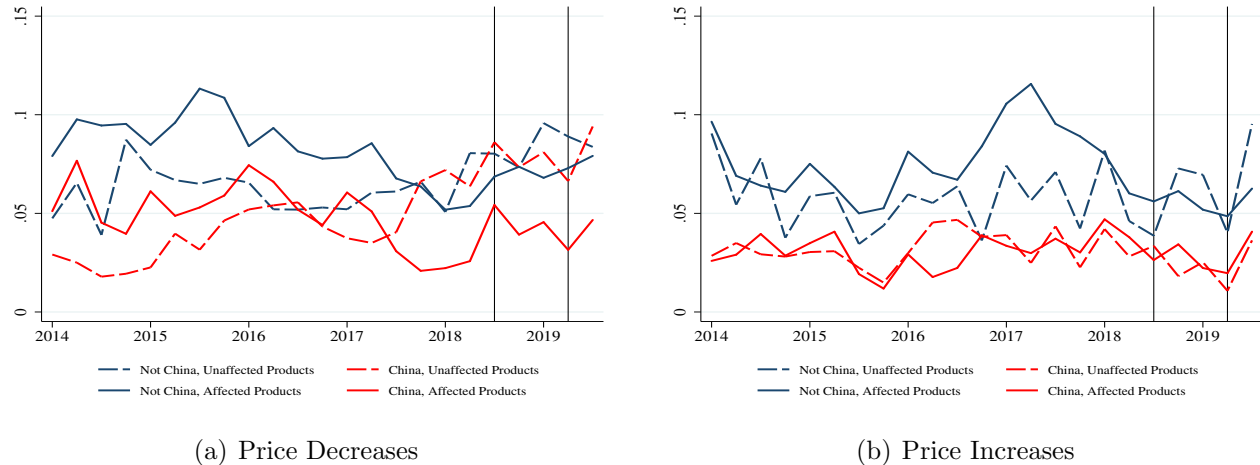 .15
.1
.05
0
2014 2015 2016 2017 2018 2019
Not China, Unaffected Products China, Unaffected Products
Not China, Affected Products China, Affected Products
(a) Price Decreases
.15
.1
.05
0
2014 2015 2016 2017 2018 2019
Not China, Unaffected Products China, Unaffected Products
Not China, Affected Products China, Affected Products
(b) Price Increases